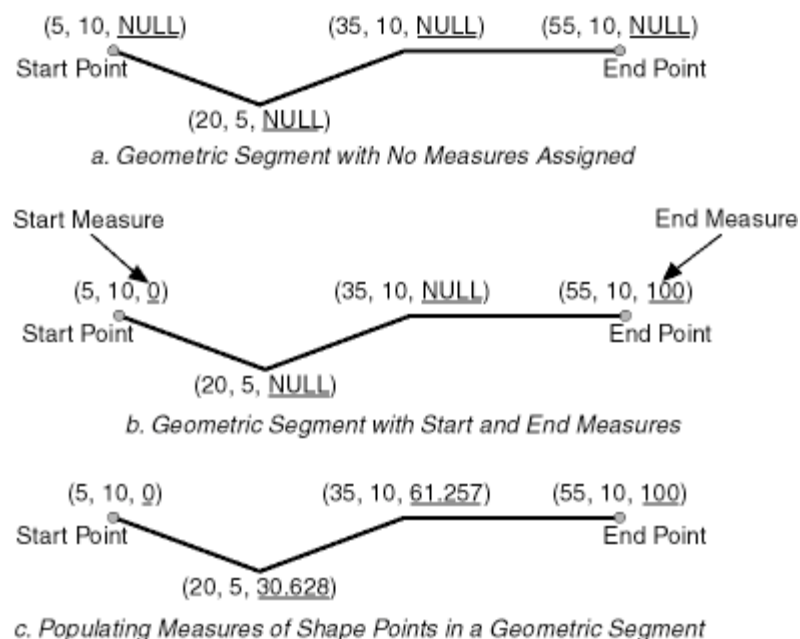 (5, 10, NULL) (35, 10, NULL) (55, 10, NULL)
Start Point End Point
(20, 5, NULL)
a. Geometric Segment with No Measures Assigned
Start Measure End Measure
(5, 10, 0) (35, 10, NULL) (55, 10, 100)
Start Point End Point
(20, 5, NULL)
b. Geometric Segment with Start and End Measures
(5, 10, 0) (35, 10, 61.257) (55, 10, 100)
Start Point End Point
(20, 5, 30.628)
c. Populating Measures of Shape Points in a Geometric Segment